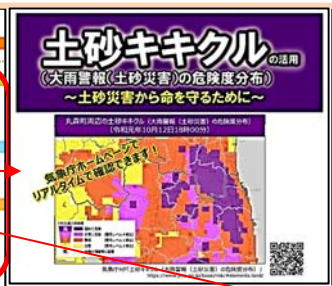 土砂キキクルの活用
(大雨警報(土砂災害)の危険度分布)
～土砂災害から命を守るために～
丸森町周辺の土砂キキクル(大雨警報(土砂災害)の危険度分布)
(令和元年10月12日18時00分)
気象庁ホームページで
リアルタイムで確認できます！
気象庁HP「土砂キキクル(大雨警報(土砂災害)の危険度分布)」